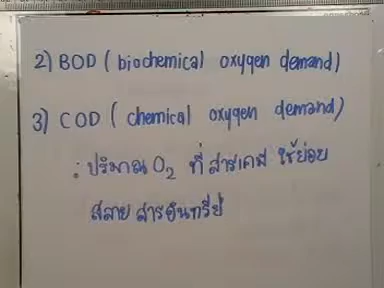 2) BOD ( biochemical oxygen demand)
3) COD ( chemical oxygen demand)
: ปริมาณ O₂ ที่ สารเคมี ใช้ย่อย
สลาย สารอินทรีย์